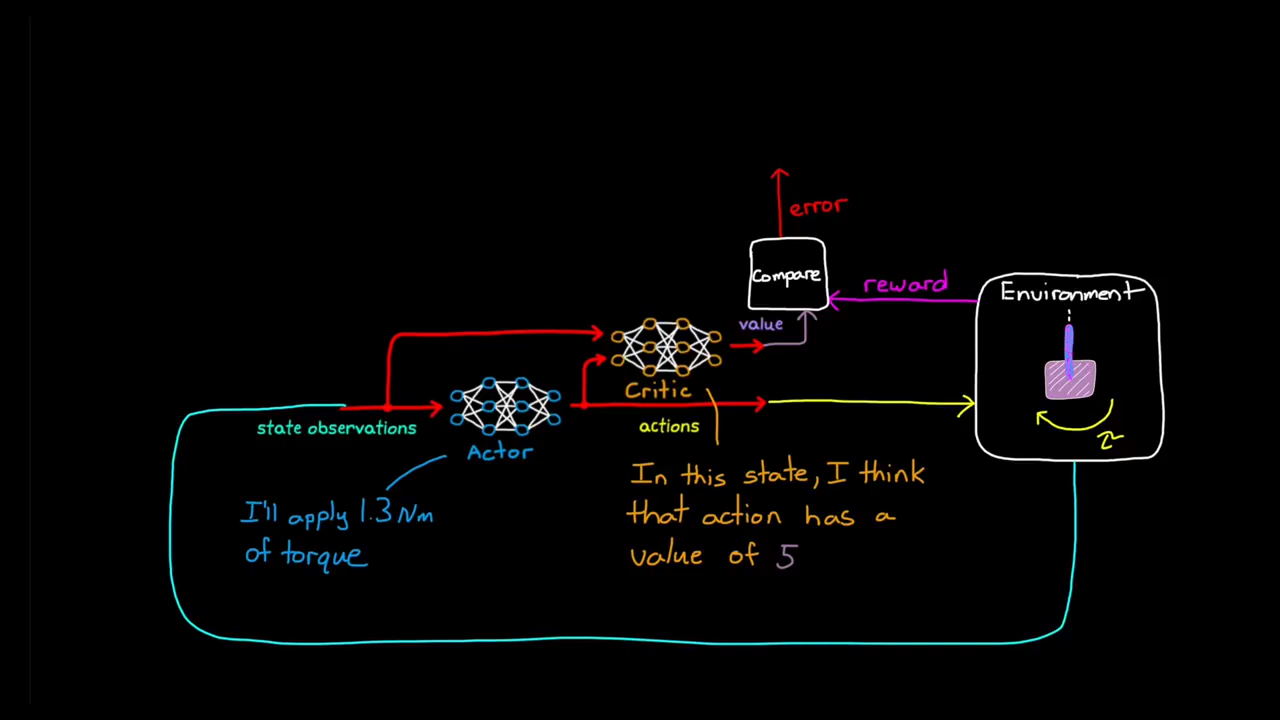 error
Compare
reward
Environment
value
Critic
state observations
actions
Actor
τ
I'll apply 1.3 Nm
of torque
In this state, I think
that action has a
value of 5